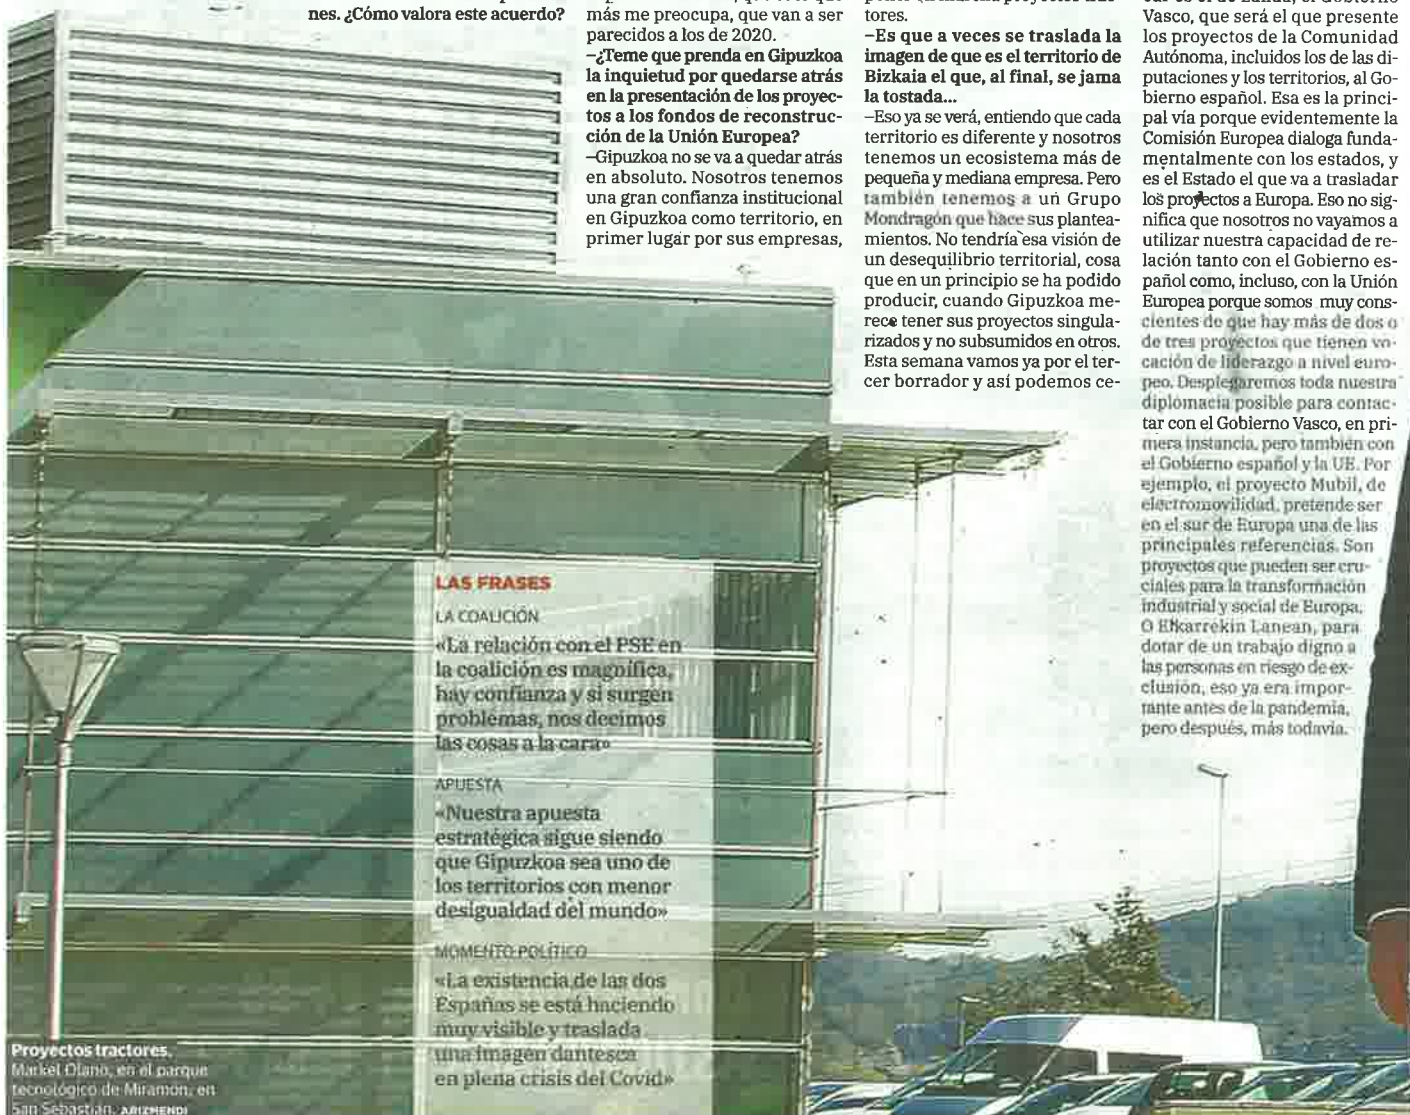 nes. ¿Cómo valora este acuerdo?
más me preocupa, que van a ser
parecidos a los de 2020.
–¿Teme que prenda en Gipuzkoa
la inquietud por quedarse atrás
en la presentación de los proyec-
tos a los fondos de reconstruc-
ción de la Unión Europea?
–Gipuzkoa no se va a quedar atrás
en absoluto. Nosotros tenemos
una gran confianza institucional
en Gipuzkoa como territorio, en
primer lugar por sus empresas,
tores.
–Es que a veces se traslada la
imagen de que es el territorio de
Bizkaia el que, al final, se jama
la tostada...
–Eso ya se verá, entiendo que cada
territorio es diferente y nosotros
tenemos un ecosistema más de
pequeña y mediana empresa. Pero
también tenemos a un Grupo
Mondragón que hace sus plantea-
mientos. No tendría esa visión de
un desequilibrio territorial, cosa
que en un principio se ha podido
producir, cuando Gipuzkoa me-
rece tener sus proyectos singula-
rizados y no subsumidos en otros.
Esta semana vamos ya por el ter-
cer borrador y así podemos ce-
Vasco, que será el que presente
los proyectos de la Comunidad
Autónoma, incluidos los de las di-
putaciones y los territorios, al Go-
bierno español. Esa es la princi-
pal vía porque evidentemente la
Comisión Europea dialoga funda-
mentalmente con los estados, y
es el Estado el que va a trasladar
los proyectos a Europa. Eso no sig-
nifica que nosotros no vayamos a
utilizar nuestra capacidad de re-
lación tanto con el Gobierno es-
pañol como, incluso, con la Unión
Europea porque somos muy cons-
cientes de que hay más de dos o
de tres proyectos que tienen vo-
cación de liderazgo a nivel euro-
peo. Desplegaremos toda nuestra
diplomacia posible para contac-
tar con el Gobierno Vasco, en pri-
mera instancia, pero también con
el Gobierno español y la UE. Por
ejemplo, el proyecto Mubil, de
electromovilidad, pretende ser
en el sur de Europa una de las
principales referencias. Son
proyectos que pueden ser cru-
ciales para la transformación
industrial y social de Europa.
O Elkarrekin Lanean, para
dotar de un trabajo digno a
las personas en riesgo de ex-
clusión, eso ya era impor-
tante antes de la pandemia,
pero después, más todavía.
LAS FRASES
LA COALICIÓN
«La relación con el PSE en
la coalición es magnífica,
hay confianza y si surgen
problemas, nos decimos
las cosas a la cara»
APUESTA
«Nuestra apuesta
estratégica sigue siendo
que Gipuzkoa sea uno de
los territorios con menor
desigualdad del mundo»
MOMENTO POLÍTICO
«La existencia de las dos
Españas se está haciendo
muy visible y traslada
una imagen dantesca
en plena crisis del Covid»
Proyectos tractores.
Markel Olano, en el parque
tecnológico de Miramon, en
San Sebastián. ARIZMENDI